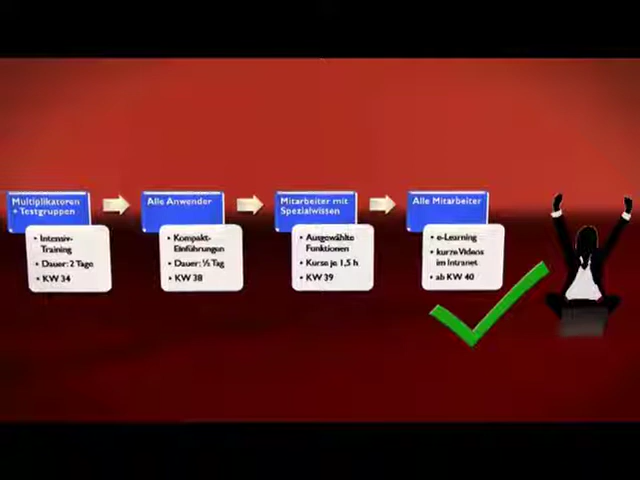 Multiplikatoren
+ Testgruppen
• Intensiv-
Training
• Dauer: 2 Tage
• KW 34
Alle Anwender
• Kompakt-
Einführungen
• Dauer: ½ Tag
• KW 38
Mitarbeiter mit
Spezialwissen
• Ausgewählte
Funktionen
• Kurse je 1,5 h
• KW 39
Alle Mitarbeiter
• e-Learning
• kurze Videos
im Intranet
• ab KW 40